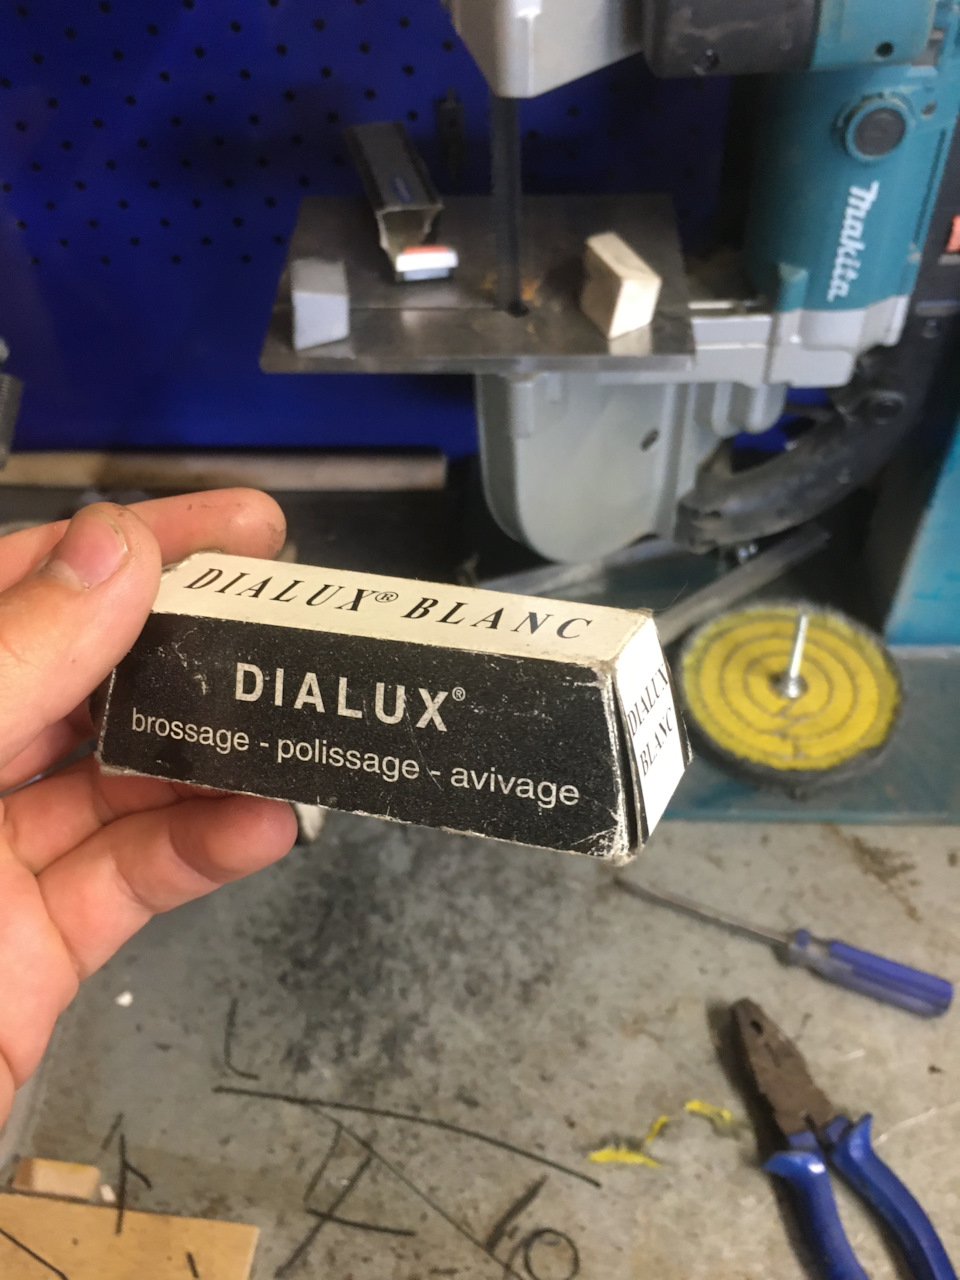 makita
DIALUX® BLANC
DIALUX®
brossage - polissage - avivage
DIALUX
BLANC